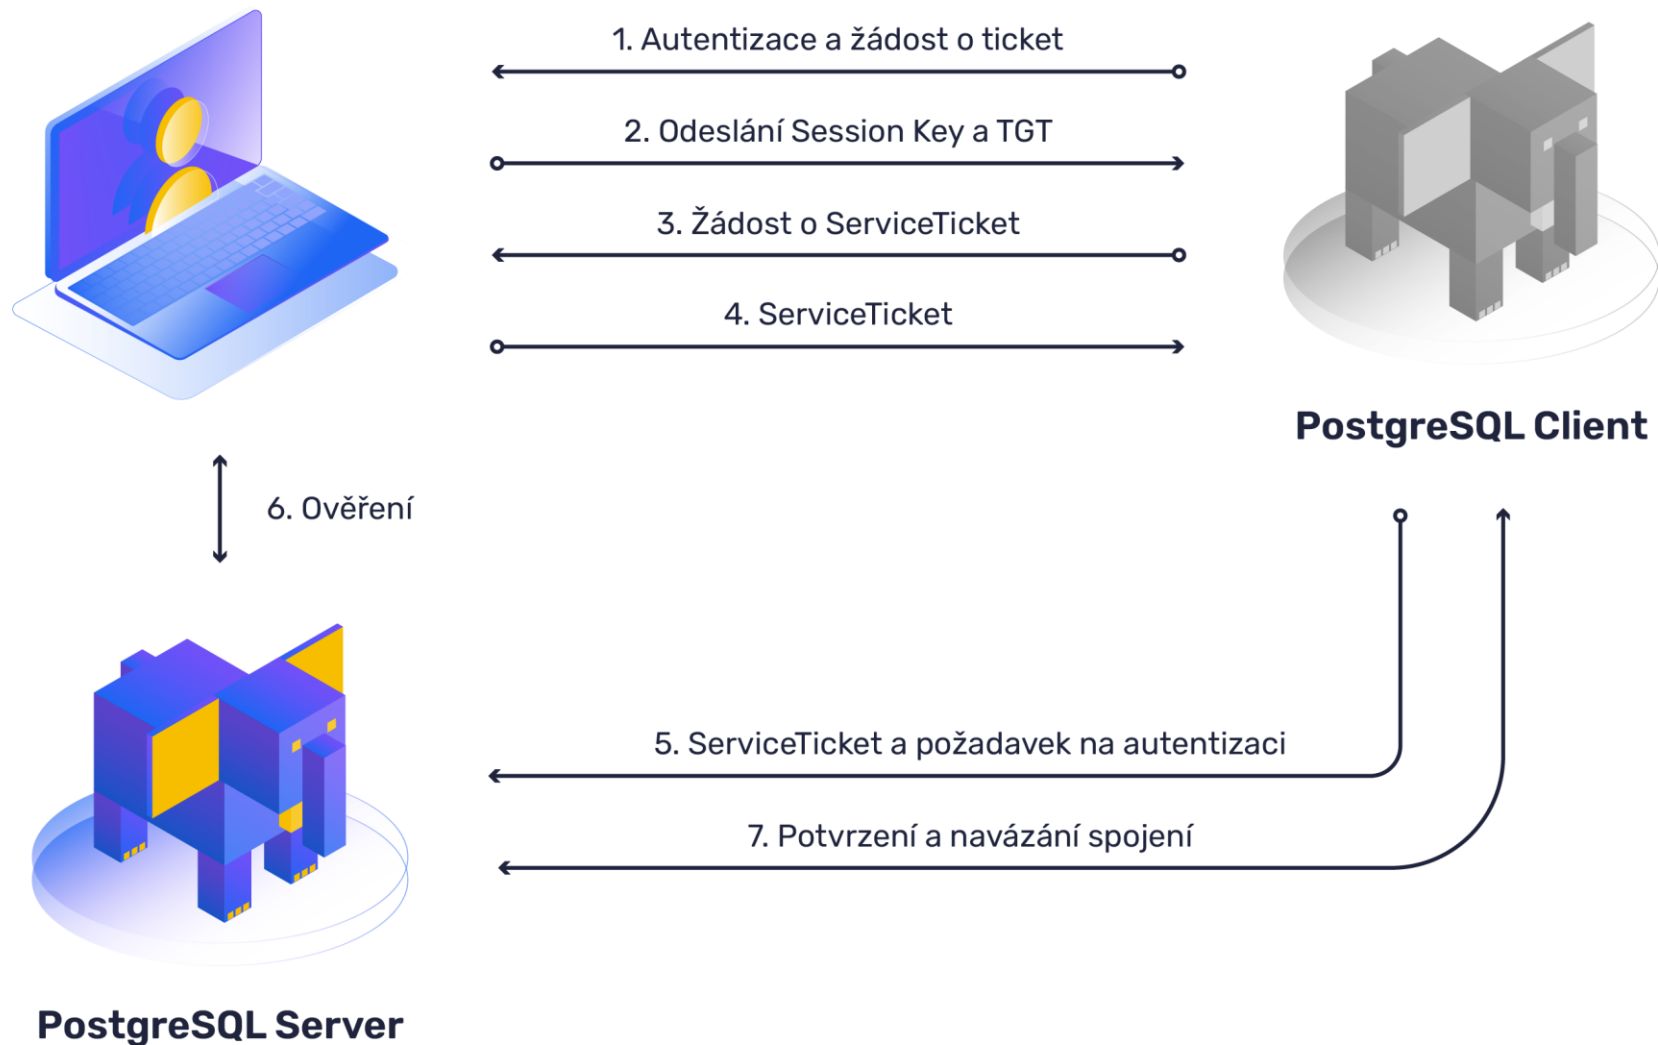 1. Autentizace a žádost o ticket
2. Odeslání Session Key a TGT
3. Žádost o ServiceTicket
4. ServiceTicket
PostgreSQL Client
6. Ověření
5. ServiceTicket a požadavek na autentizaci
7. Potvrzení a navázání spojení
PostgreSQL Server